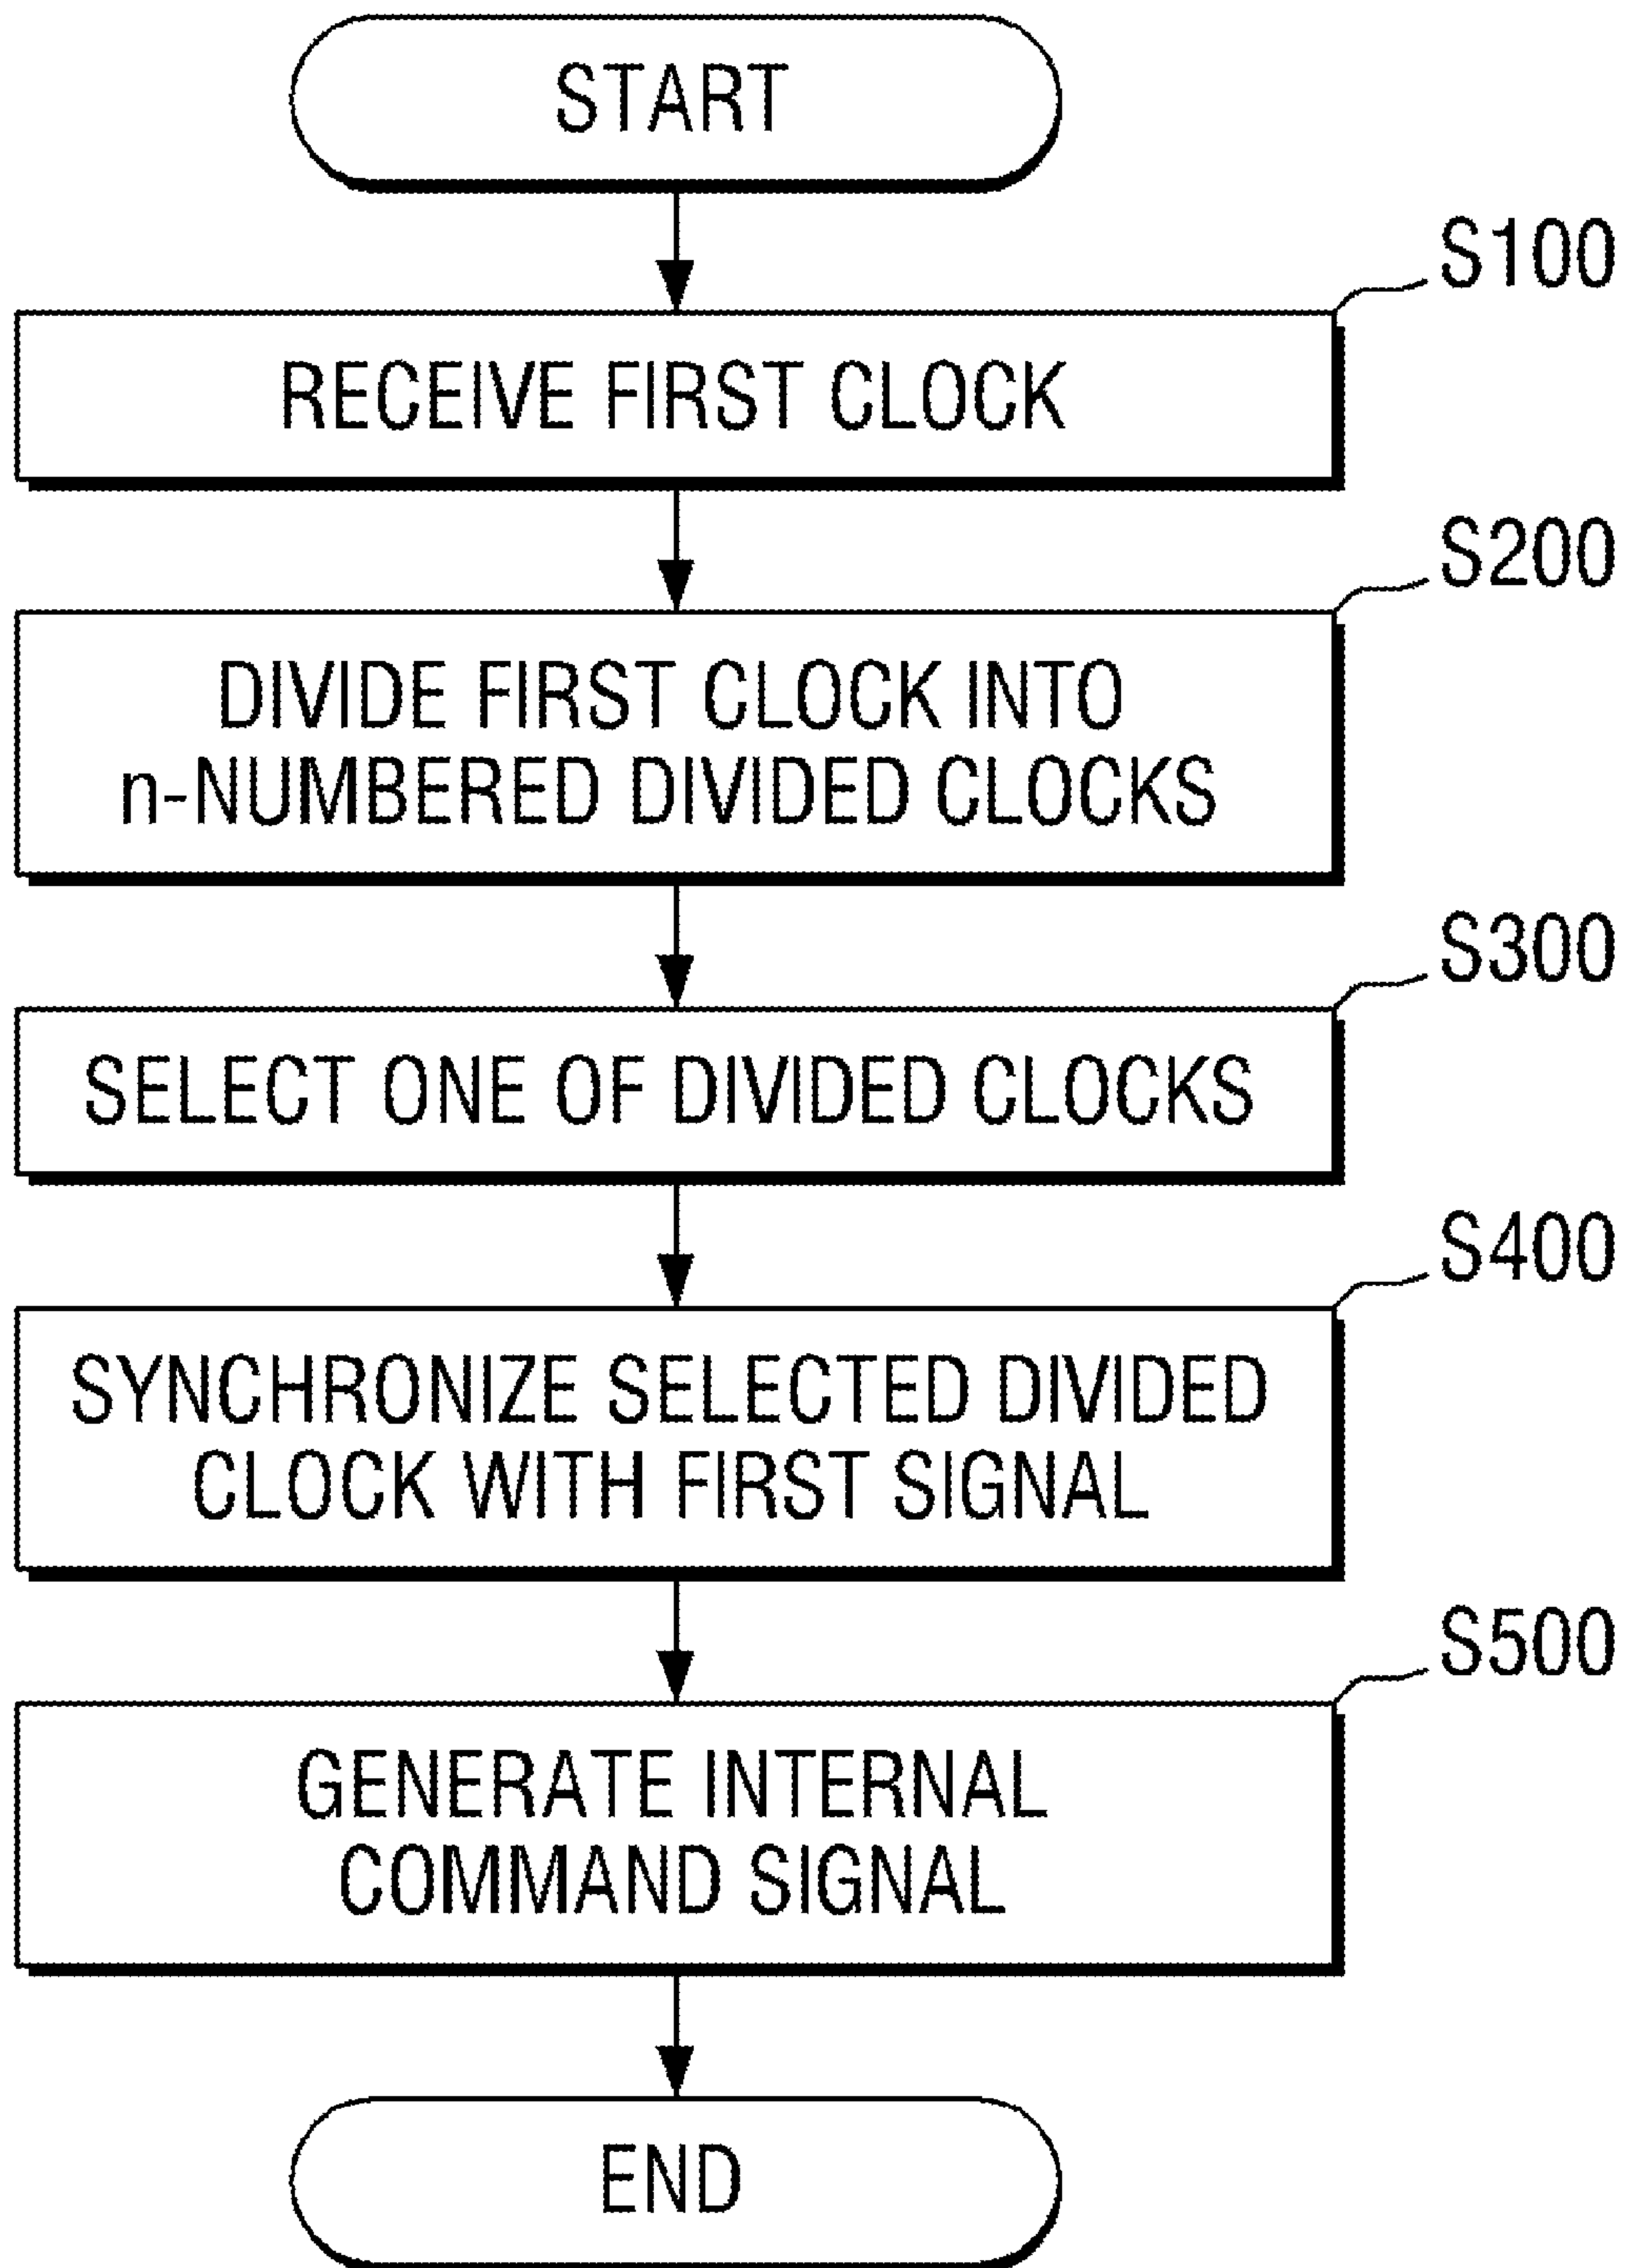 START
S100
RECEIVE FIRST CLOCK
S200
DIVIDE FIRST CLOCK INTO
n-NUMBERED DIVIDED CLOCKS
S300
SELECT ONE OF DIVIDED CLOCKS
S400
SYNCHRONIZE SELECTED DIVIDED
CLOCK WITH FIRST SIGNAL
S500
GENERATE INTERNAL
COMMAND SIGNAL
END